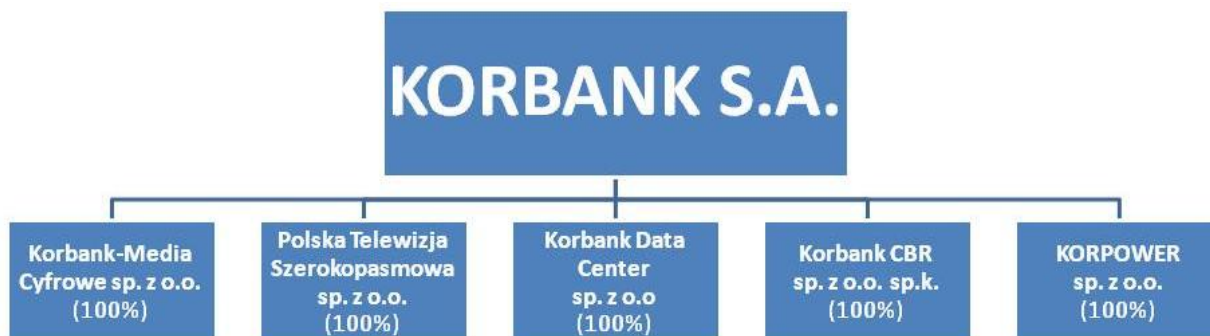 KORBANK S.A.
Korbank-Media
Cyfrowe sp. z o.o.
(100%)
Polska Telewizja
Szerokopasmowa
sp. z o.o.
(100%)
Korbank Data
Center
sp. z o.o
(100%)
Korbank CBR
sp. z o.o. sp.k.
(100%)
KORPOWER
sp. z o.o.
(100%)